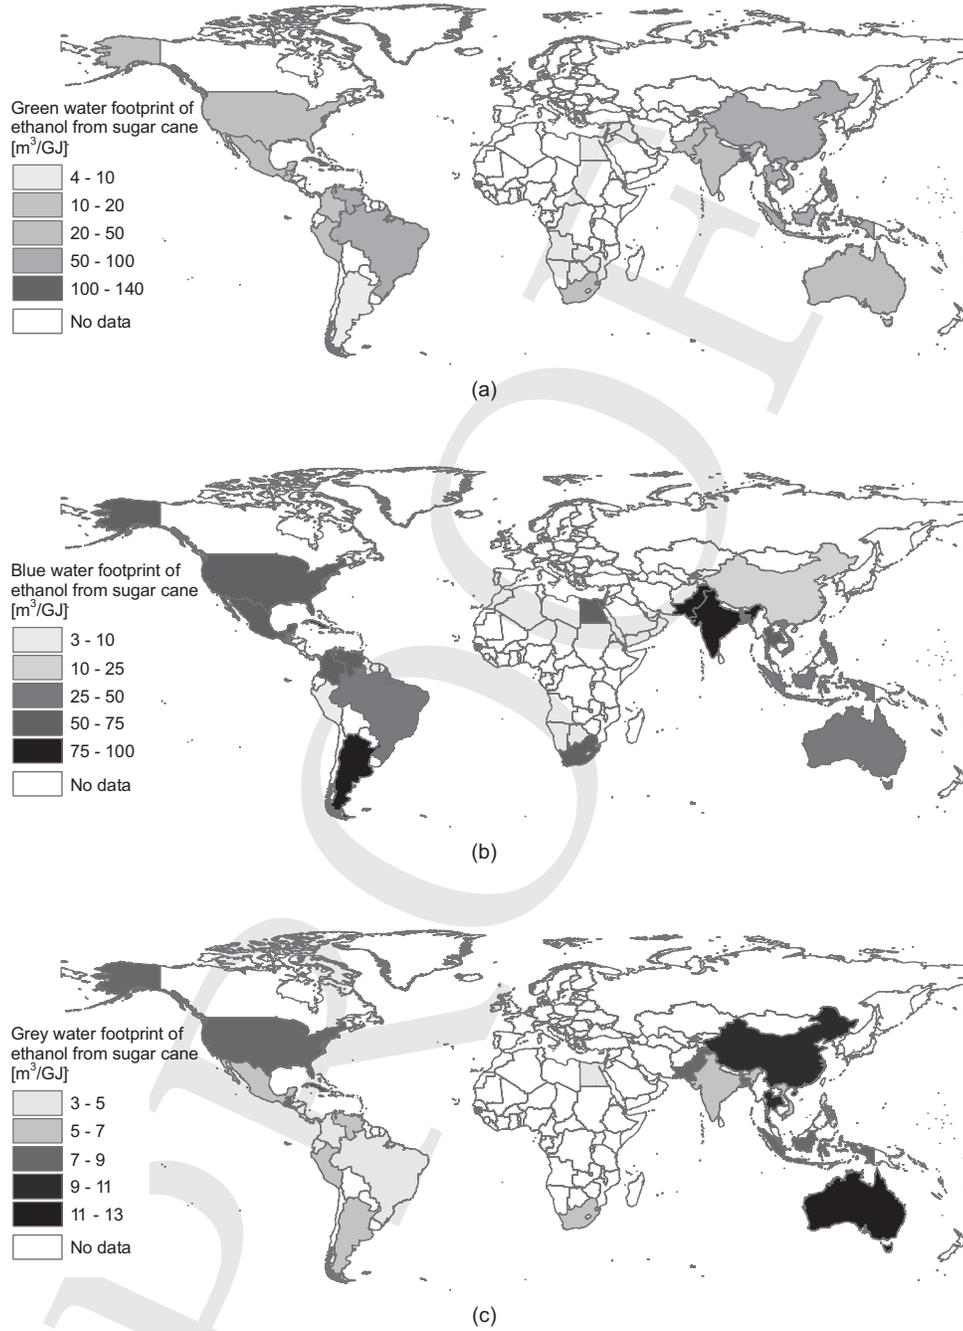 Green water footprint of
ethanol from sugar cane
[m³/GJ]
4 - 10
10 - 20
20 - 50
50 - 100
100 - 140
No data
(a)
Blue water footprint of
ethanol from sugar cane
[m³/GJ]
3 - 10
10 - 25
25 - 50
50 - 75
75 - 100
No data
(b)
Grey water footprint of
ethanol from sugar cane
[m³/GJ]
3 - 5
5 - 7
7 - 9
9 - 11
11 - 13
No data
(c)
PROOF